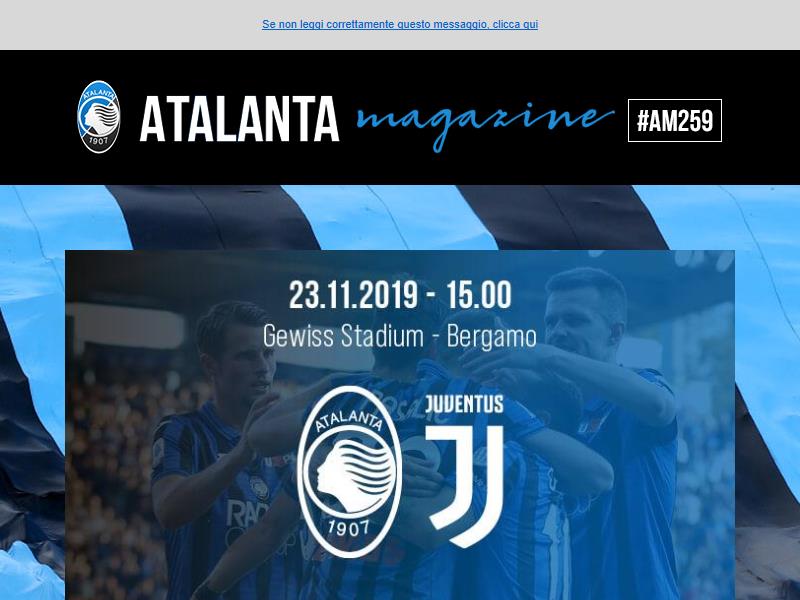 Se non leggi correttamente questo messaggio, clicca qui
ATALANTA
1907
ATALANTA magazine #AM259
23.11.2019 - 15.00
Gewiss Stadium - Bergamo
ATALANTA
1907
JUVENTUS